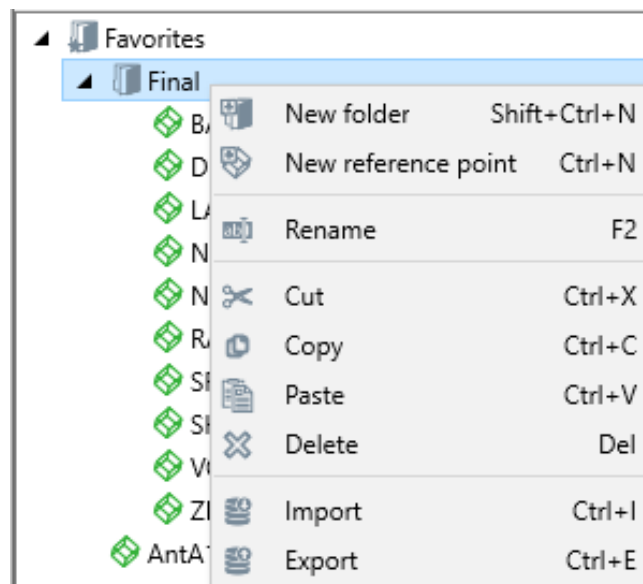 Favorites
Final
New folder Shift+Ctrl+N
New reference point Ctrl+N
Rename F2
Cut Ctrl+X
Copy Ctrl+C
Paste Ctrl+V
Delete Del
Import Ctrl+I
Export Ctrl+E